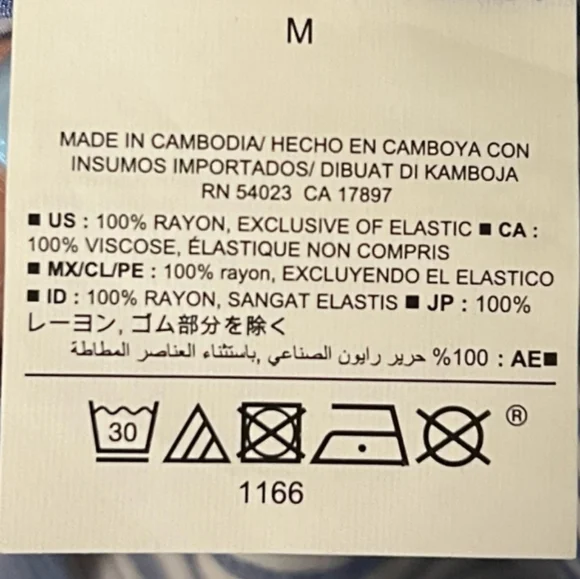 M
MADE IN CAMBODIA/ HECHO EN CAMBOYA CON
INSUMOS IMPORTADOS/ DIBUAT DI KAMBOJA
RN 54023 CA 17897
■ US : 100% RAYON, EXCLUSIVE OF ELASTIC ■ CA :
100% VISCOSE, ÉLASTIQUE NON COMPRIS
■ MX/CL/PE : 100% rayon, EXCLUYENDO EL ELASTICO
■ ID : 100% RAYON, SANGAT ELASTIS ■ JP : 100%
レーヨン, ゴム部分を除く
■AE : 100% حرير رايون الصناعي ,باستثناء العناصر المطاطة
30 ®
1166